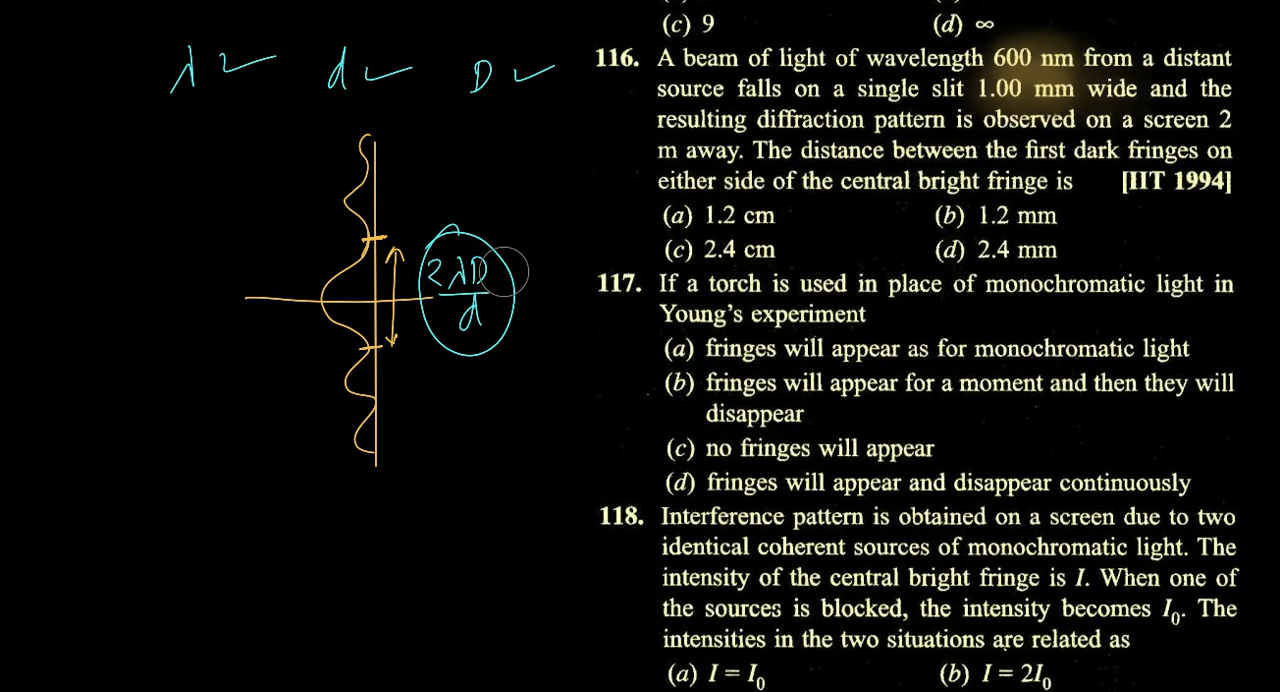 λ d D
2λD
d
(c) 9 (d) ∞
116. A beam of light of wavelength 600 nm from a distant
source falls on a single slit 1.00 mm wide and the
resulting diffraction pattern is observed on a screen 2
m away. The distance between the first dark fringes on
either side of the central bright fringe is [IIT 1994]
(a) 1.2 cm (b) 1.2 mm
(c) 2.4 cm (d) 2.4 mm
117. If a torch is used in place of monochromatic light in
Young's experiment
(a) fringes will appear as for monochromatic light
(b) fringes will appear for a moment and then they will
disappear
(c) no fringes will appear
(d) fringes will appear and disappear continuously
118. Interference pattern is obtained on a screen due to two
identical coherent sources of monochromatic light. The
intensity of the central bright fringe is I. When one of
the sources is blocked, the intensity becomes I₀. The
intensities in the two situations are related as
(a) I = I₀ (b) I = 2I₀